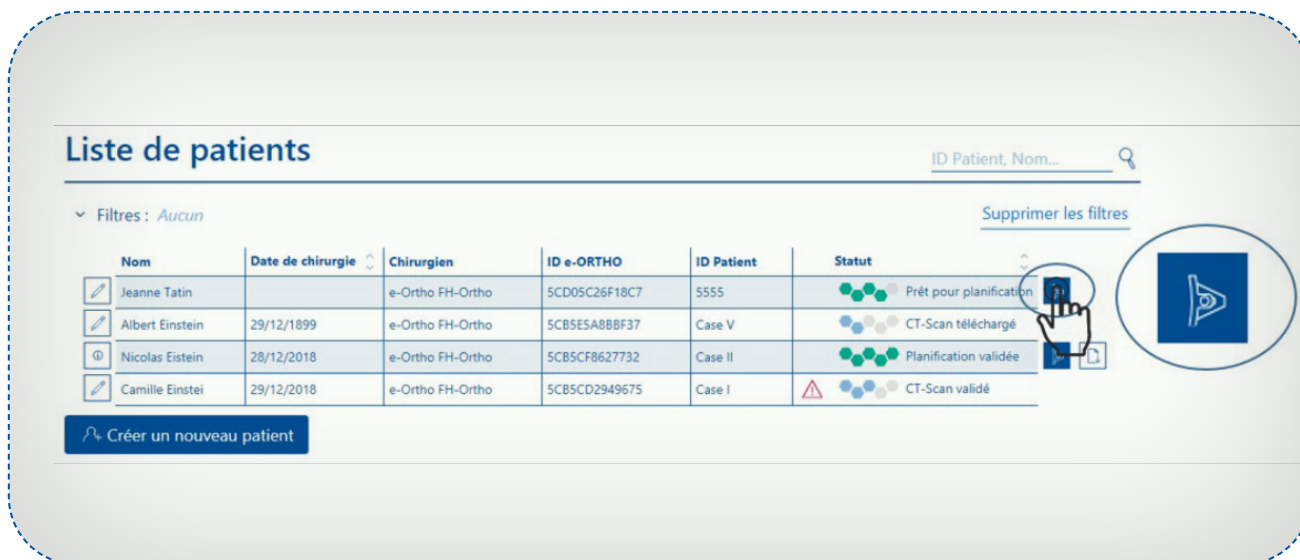 Liste de patients
ID Patient, Nom...
Filtres : Aucun
Supprimer les filtres
Nom Date de chirurgie Chirurgien ID e-ORTHO ID Patient Statut
Jeanne Tatin e-Ortho FH-Ortho 5CD05C26F18C7 5555 Prêt pour planification
Albert Einstein 29/12/1899 e-Ortho FH-Ortho 5CB5E5A8BBF37 Case V CT-Scan téléchargé
Nicolas Eistein 28/12/2018 e-Ortho FH-Ortho 5CB5CF8627732 Case II Planification validée
Camille Einstei 29/12/2018 e-Ortho FH-Ortho 5CB5CD2949675 Case I CT-Scan validé
Créer un nouveau patient